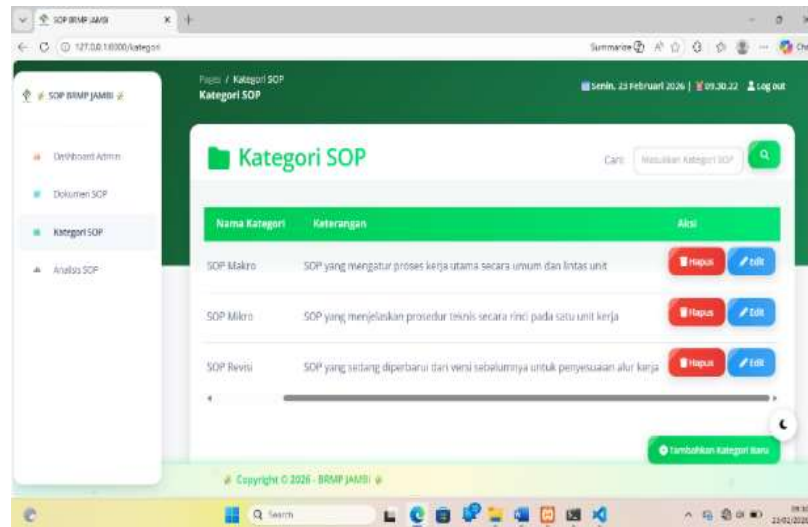 SOP BRMP JAMBI
127.0.0.1:8000/kategori
Summarize
Pages / Kategori SOP
Kategori SOP
Senin, 23 Februari 2026 | 09.30.22 Log out
SOP BRMP JAMBI
Dashboard Admin
Dokumen SOP
Kategori SOP
Analisis SOP
Kategori SOP
Cari: Masukkan Kategori SOP
Nama Kategori Keterangan Aksi
SOP Makro SOP yang mengatur proses kerja utama secara umum dan lintas unit Hapus Edit
SOP Mikro SOP yang menjelaskan prosedur teknis secara rinci pada satu unit kerja Hapus Edit
SOP Revisi SOP yang sedang diperbarui dari versi sebelumnya untuk penyesuaian alur kerja Hapus Edit
Tambahkan Kategori Baru
Copyright © 2026 - BRMP JAMBI
Search